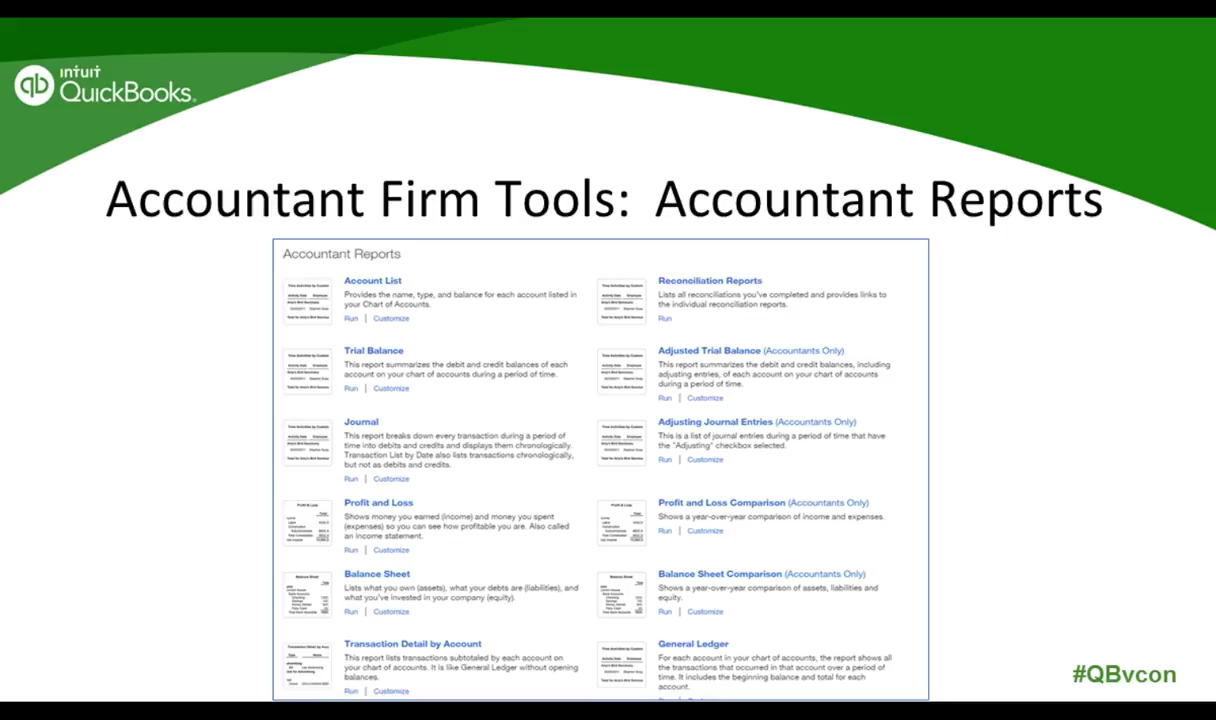 ıntuıt
QuickBooks.
Accountant Firm Tools:  Accountant Reports
Accountant Reports
Account List
Provides the name, type, and balance for each account listed in
your Chart of Accounts.
Run | Customize
Reconciliation Reports
Lists all reconciliations you've completed and provides links to
the individual reconciliation reports.
Run
Trial Balance
This report summarizes the debit and credit balances of each
account on your chart of accounts during a period of time.
Run | Customize
Adjusted Trial Balance (Accountants Only)
This report summarizes the debit and credit balances, including
adjusting entries, of each account on your chart of accounts
during a period of time.
Run | Customize
Journal
This report breaks down every transaction during a period of
time into debits and credits and displays them chronologically.
Transaction List by Date also lists transactions chronologically,
but not as debits and credits.
Run | Customize
Adjusting Journal Entries (Accountants Only)
This is a list of journal entries during a period of time that have
the "Adjusting" checkbox selected.
Run | Customize
Profit and Loss
Shows money you earned (income) and money you spent
(expenses) so you can see how profitable you are. Also called
an income statement.
Run | Customize
Profit and Loss Comparison (Accountants Only)
Shows a year-over-year comparison of income and expenses.
Run | Customize
Balance Sheet
Lists what you own (assets), what your debts are (liabilities), and
what you've invested in your company (equity).
Run | Customize
Balance Sheet Comparison (Accountants Only)
Shows a year-over-year comparison of assets, liabilities and
equity.
Run | Customize
Transaction Detail by Account
This report lists transactions subtotaled by each account on
your chart of accounts. It is like General Ledger without opening
balances.
Run | Customize
General Ledger
For each account in your chart of accounts, the report shows all
the transactions that occurred in that account over a period of
time. It includes the beginning balance and total for each
account.
#QBvcon